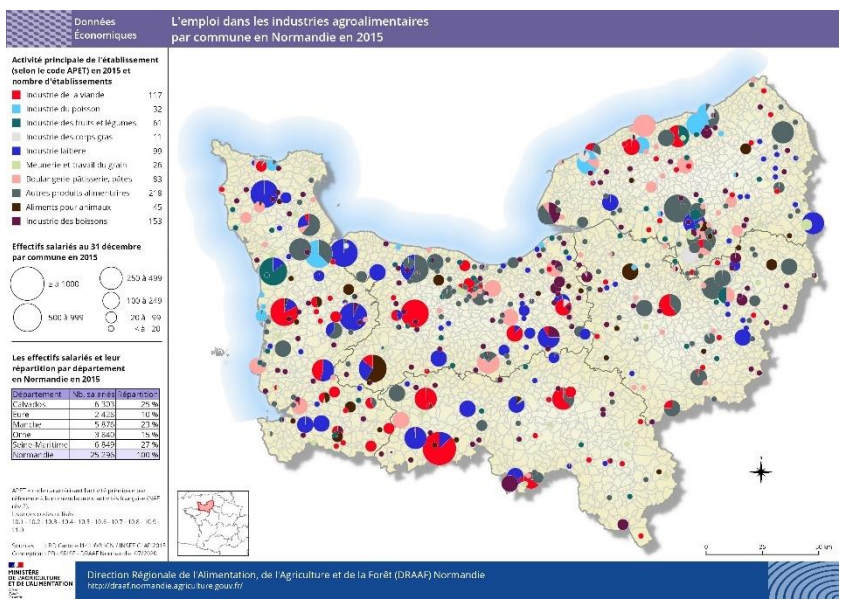 Données
Économiques
L'emploi dans les industries agroalimentaires
par commune en Normandie en 2015
Activité principale de l'établissement
(selon le code APET) en 2015 et
nombre d'établissements
Industrie de la viande 117
Industrie du poisson 32
Industrie des fruits et légumes 61
Industrie des corps gras 11
Industrie laitière 99
Meunerie et travail du grain 26
Boulangerie pâtisserie, pâtes 83
Autres produits alimentaires 218
Aliments pour animaux 45
Industrie des boissons 153
Effectifs salariés au 31 décembre
par commune en 2015
≥ à 1000
500 à 999
250 à 499
100 à 249
20 à 99
< à 20
Les effectifs salariés et leur
répartition par département
en Normandie en 2015
Département Nb. salariés Répartition
Calvados 6 303 25 %
Eure 2 426 10 %
Manche 5 876 23 %
Orne 3 840 15 %
Seine-Maritime 6 849 27 %
Normandie 25 296 100 %
0 25 50 km
MINISTÈRE
DE L'AGRICULTURE
ET DE L'ALIMENTATION
Direction Régionale de l'Alimentation, de l'Agriculture et de la Forêt (DRAAF) Normandie
http://draaf.normandie.agriculture.gouv.fr/